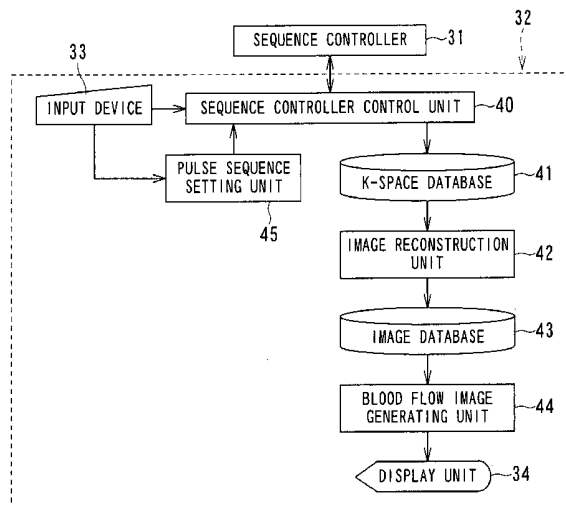 SEQUENCE CONTROLLER
31
32
33
INPUT DEVICE
SEQUENCE CONTROLLER CONTROL UNIT
40
PULSE SEQUENCE
SETTING UNIT
45
K-SPACE DATABASE
41
IMAGE RECONSTRUCTION
UNIT
42
IMAGE DATABASE
43
BLOOD FLOW IMAGE
GENERATING UNIT
44
DISPLAY UNIT
34